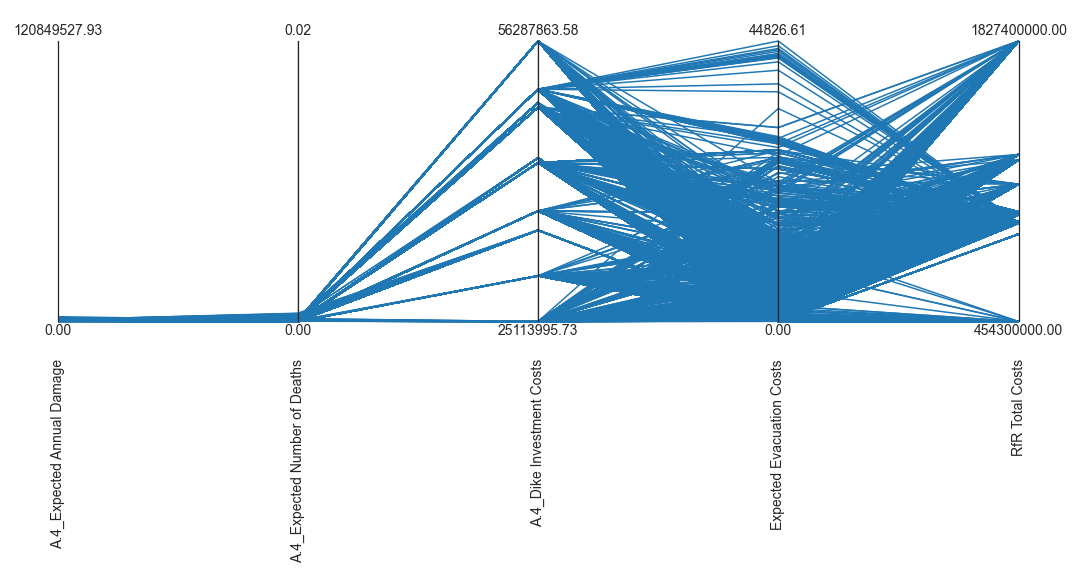 120849527.93
0.02
56287863.58
44826.61
1827400000.00
0.00
0.00
25113995.73
0.00
454300000.00
A.4_Expected Annual Damage
A.4_Expected Number of Deaths
A.4_Dike Investment Costs
Expected Evacuation Costs
RfR Total Costs